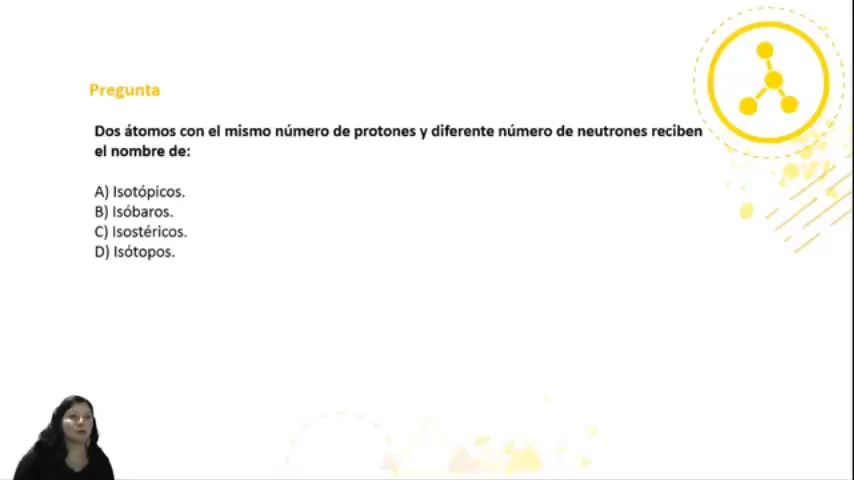 Pregunta
Dos átomos con el mismo número de protones y diferente número de neutrones reciben
el nombre de:
A) Isotópicos.
B) Isóbaros.
C) Isostéricos.
D) Isótopos.